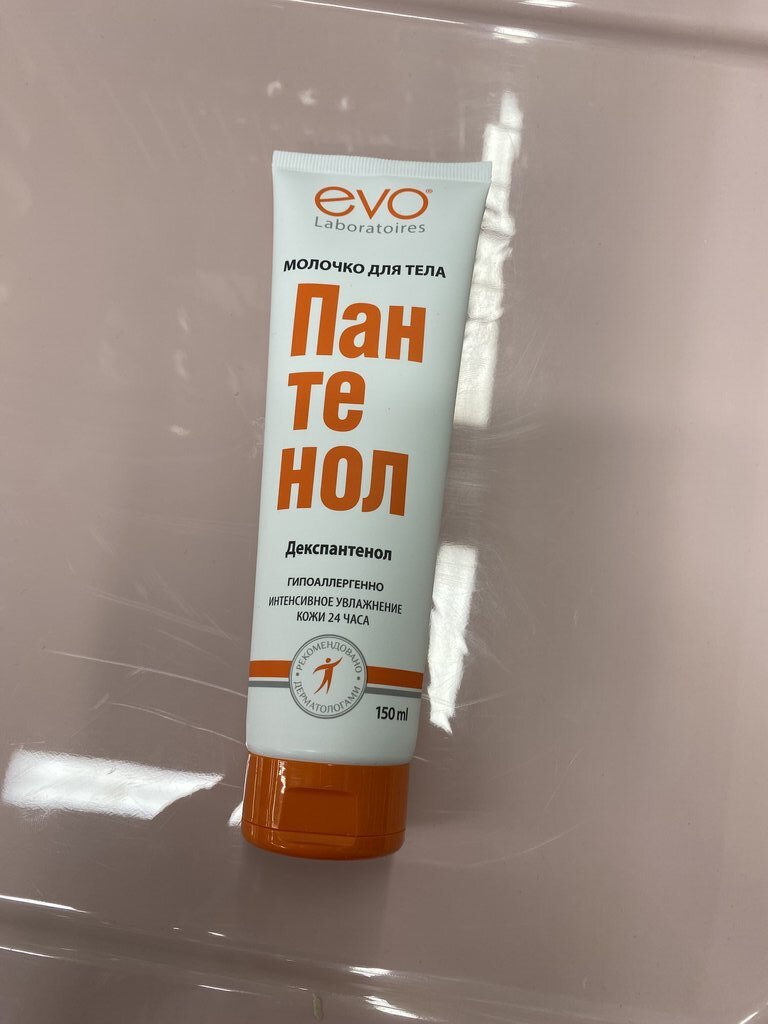 evo®
Laboratoires
МОЛОЧКО ДЛЯ ТЕЛА
Пан
те
нол
Декспантенол
ГИПОАЛЛЕРГЕННО
ИНТЕНСИВНОЕ УВЛАЖНЕНИЕ
КОЖИ 24 ЧАСА
• РЕКОМЕНДОВАНО •
ДЕРМАТОЛОГАМИ
150 ml